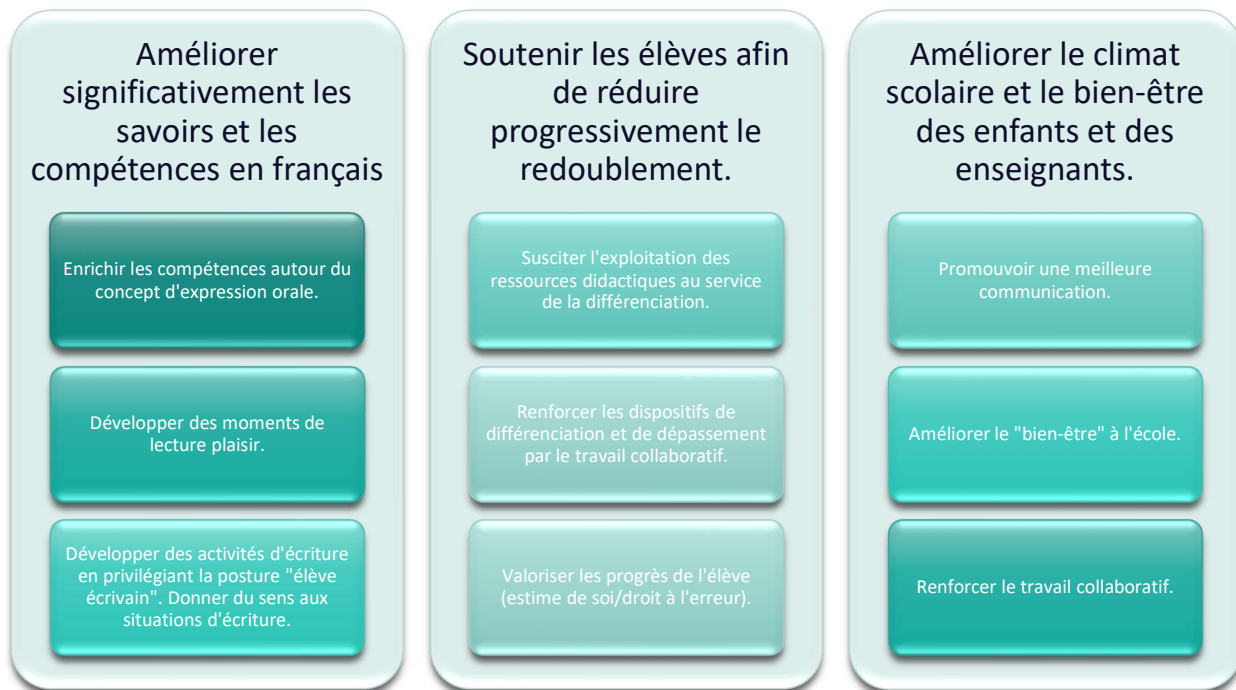 Améliorer
significativement les
savoirs et les
compétences en français
Enrichir les compétences autour du
concept d'expression orale.
Développer des moments de
lecture plaisir.
Développer des activités d'écriture
en privilégiant la posture "élève
écrivain". Donner du sens aux
situations d'écriture.
Soutenir les élèves afin
de réduire
progressivement le
redoublement.
Susciter l'exploitation des
ressources didactiques au service
de la différenciation.
Renforcer les dispositifs de
différenciation et de dépassement
par le travail collaboratif.
Valoriser les progrès de l'élève
(estime de soi/droit à l'erreur).
Améliorer le climat
scolaire et le bien-être
des enfants et des
enseignants.
Promouvoir une meilleure
communication.
Améliorer le "bien-être" à l'école.
Renforcer le travail collaboratif.